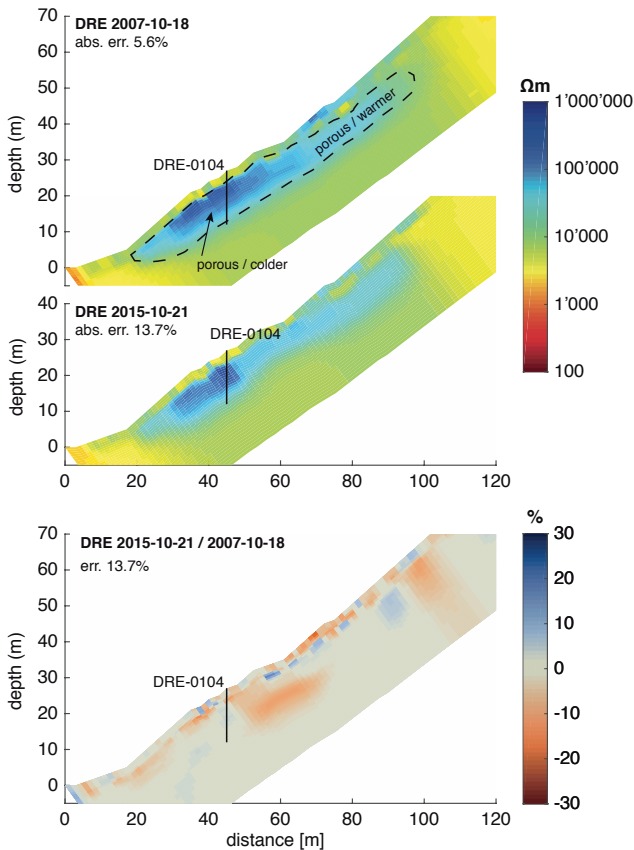 DRE 2007-10-18
abs. err. 5.6%
70
60
50
40
30
20
10
0
depth (m)
DRE-0104
porous / warmer
porous / colder
Ωm
1'000'000
100'000
10'000
1'000
100
DRE 2015-10-21
abs. err. 13.7%
40
30
20
10
0
depth (m)
DRE-0104
0 20 40 60 80 100 120
DRE 2015-10-21 / 2007-10-18
err. 13.7%
70
60
50
40
30
20
10
0
depth (m)
DRE-0104
0 20 40 60 80 100 120
distance [m]
%
30
20
10
0
-10
-20
-30